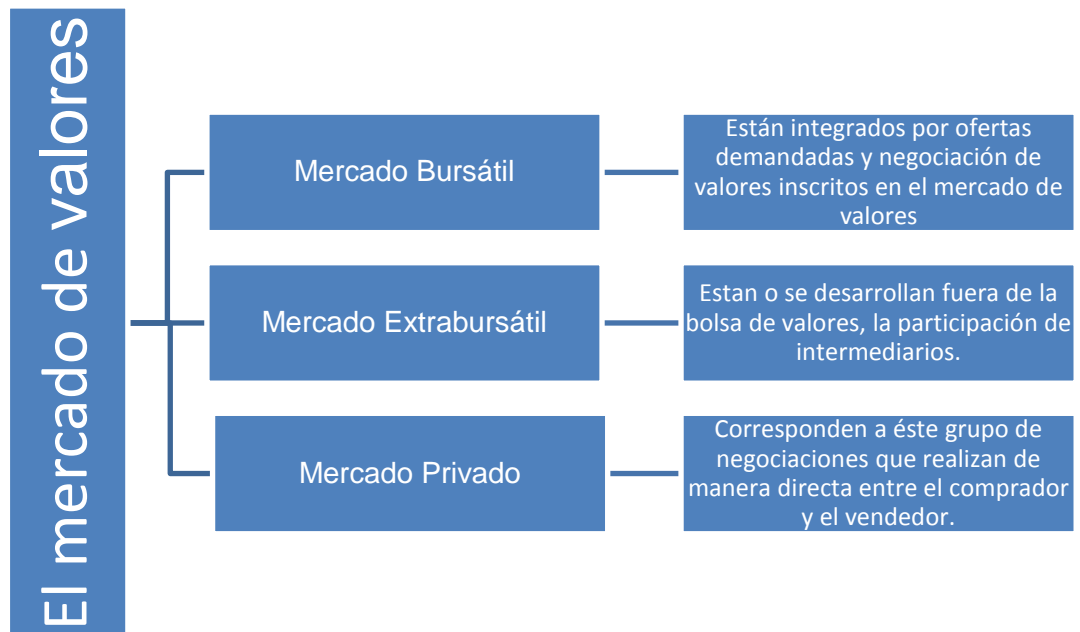 El mercado de valores
Mercado Bursátil
Están integrados por ofertas
demandadas y negociación de
valores inscritos en el mercado de
valores
Mercado Extrabursátil
Estan o se desarrollan fuera de la
bolsa de valores, la participación de
intermediarios.
Mercado Privado
Corresponden a éste grupo de
negociaciones que realizan de
manera directa entre el comprador
y el vendedor.